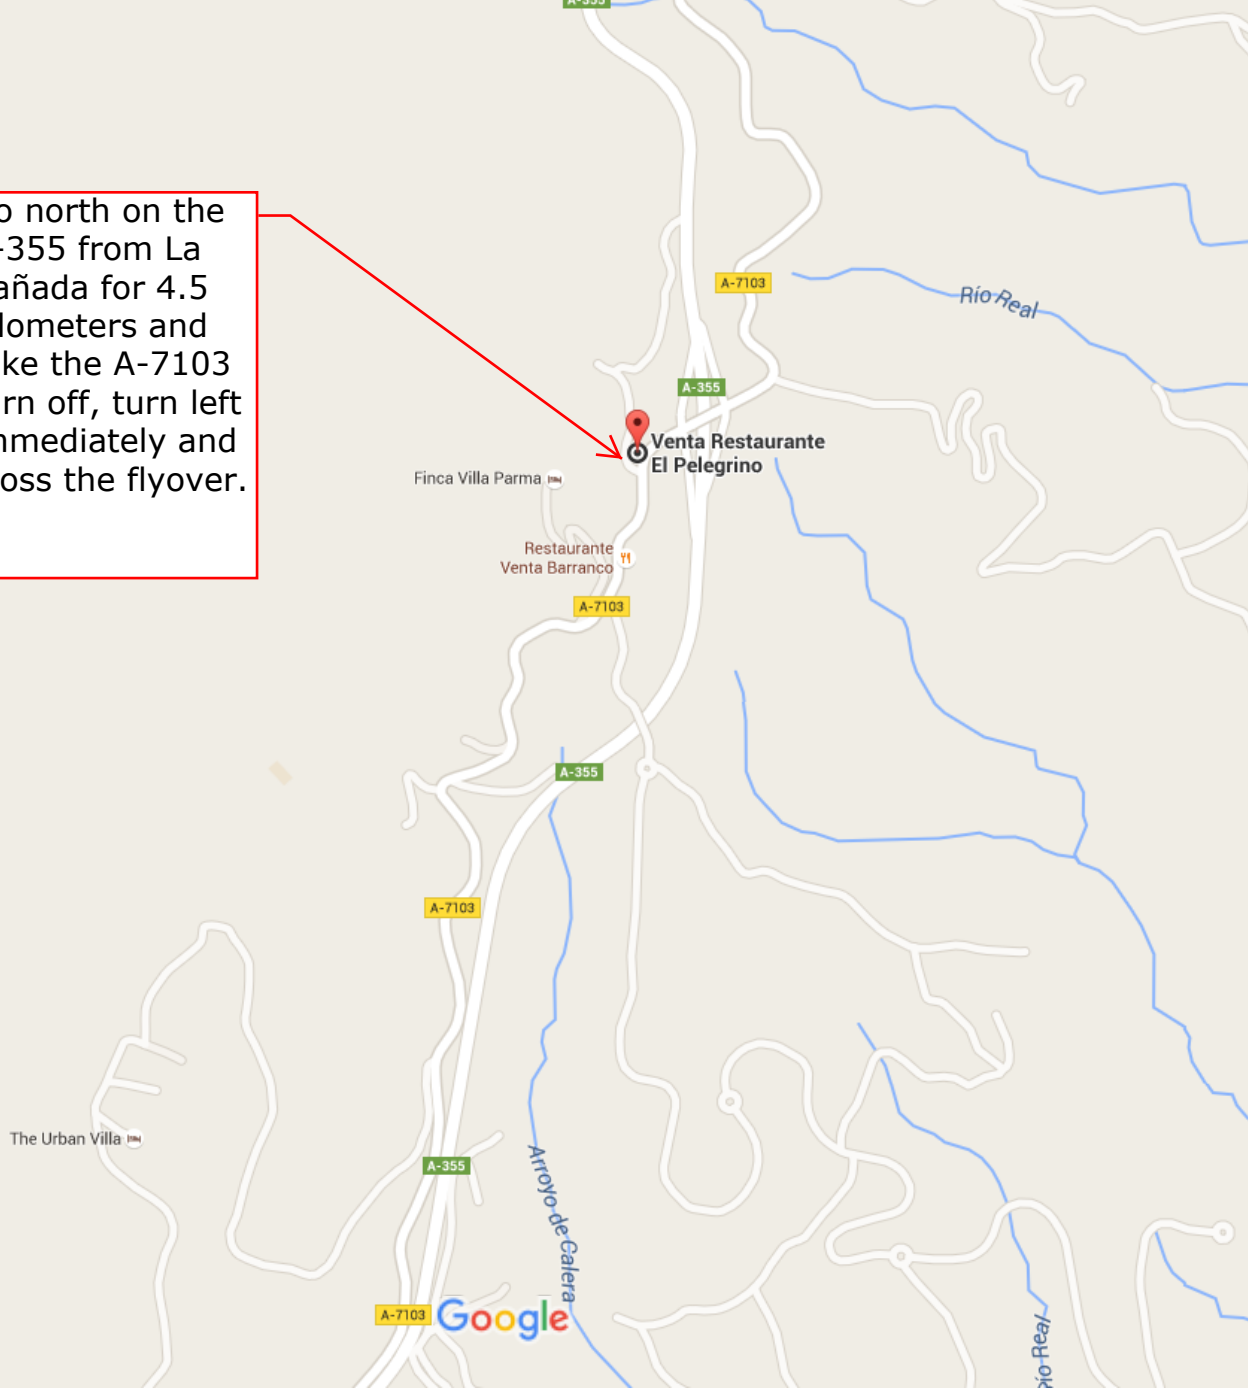 A-355
o north on the
-355 from La
añada for 4.5
lometers and
ke the A-7103
rn off, turn left
mmediately and
oss the flyover.
A-7103
Río Real
A-355
Venta Restaurante
El Pelegrino
Finca Villa Parma
Restaurante
Venta Barranco
A-7103
A-355
A-7103
The Urban Villa
A-355
Arroyo de Calera
A-7103
Google
Río Real